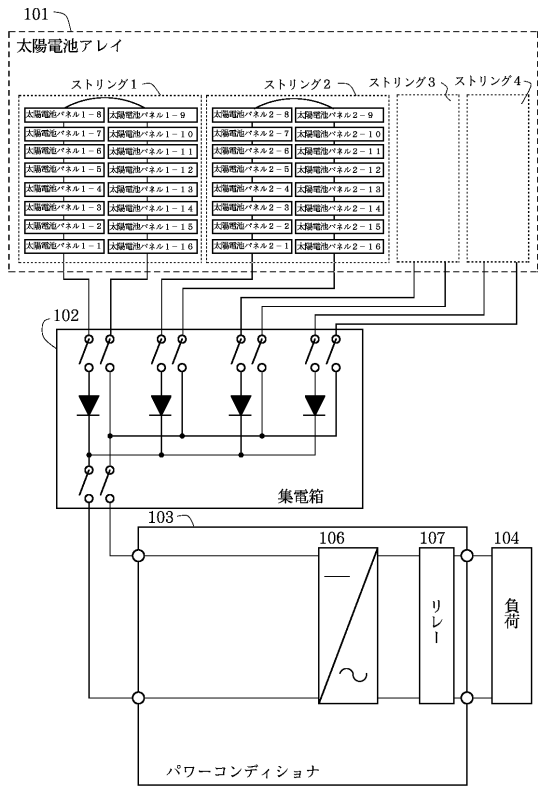 101
太陽電池アレイ
ストリング1
ストリング2
ストリング3
ストリング4
太陽電池パネル1-8
太陽電池パネル1-9
太陽電池パネル2-8
太陽電池パネル2-9
太陽電池パネル1-7
太陽電池パネル1-10
太陽電池パネル2-7
太陽電池パネル2-10
太陽電池パネル1-6
太陽電池パネル1-11
太陽電池パネル2-6
太陽電池パネル2-11
太陽電池パネル1-5
太陽電池パネル1-12
太陽電池パネル2-5
太陽電池パネル2-12
太陽電池パネル1-4
太陽電池パネル1-13
太陽電池パネル2-4
太陽電池パネル2-13
太陽電池パネル1-3
太陽電池パネル1-14
太陽電池パネル2-3
太陽電池パネル2-14
太陽電池パネル1-2
太陽電池パネル1-15
太陽電池パネル2-2
太陽電池パネル2-15
太陽電池パネル1-1
太陽電池パネル1-16
太陽電池パネル2-1
太陽電池パネル2-16
102
集電箱
103
106
107
104
リレー
負荷
パワーコンディショナ